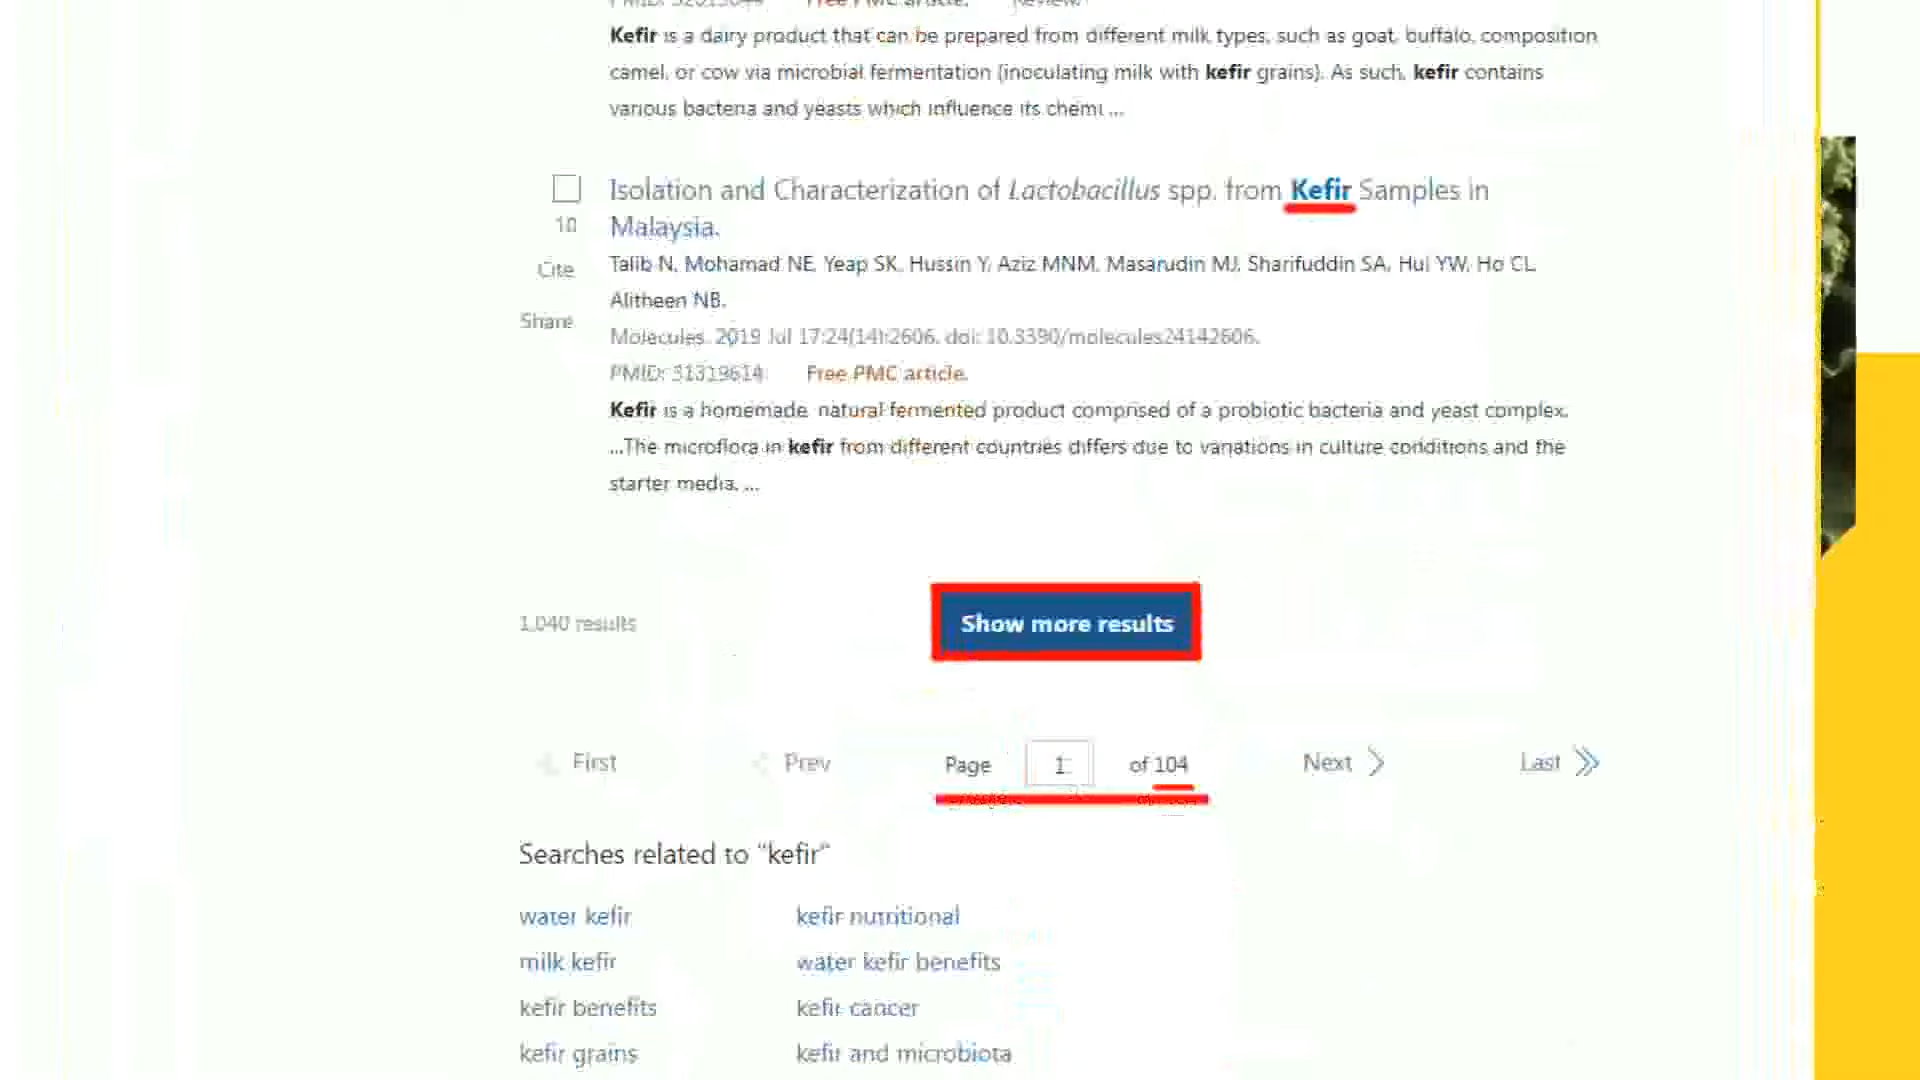 Free PMC article. Review.
Kefir is a dairy product that can be prepared from different milk types, such as goat, buffalo, composition
camel, or cow via microbial fermentation (inoculating milk with kefir grains). As such, kefir contains
various bacteria and yeasts which influence its chemi ...
Isolation and Characterization of Lactobacillus spp. from Kefir Samples in
Malaysia.
10
Cite
Share
Talib N, Mohamad NE, Yeap SK, Hussin Y, Aziz MNM, Masarudin MJ, Sharifuddin SA, Hui YW, Ho CL,
Alitheen NB.
Molecules. 2019 Jul 17;24(14):2606. doi: 10.3390/molecules24142606.
PMID: 31319614 Free PMC article.
Kefir is a homemade, natural fermented product comprised of a probiotic bacteria and yeast complex.
...The microflora in kefir from different countries differs due to variations in culture conditions and the
starter media. ...
1,040 results
Show more results
First
Prev
Page 1 of 104
Next
Last
Searches related to "kefir"
water kefir
milk kefir
kefir benefits
kefir grains
kefir nutritional
water kefir benefits
kefir cancer
kefir and microbiota